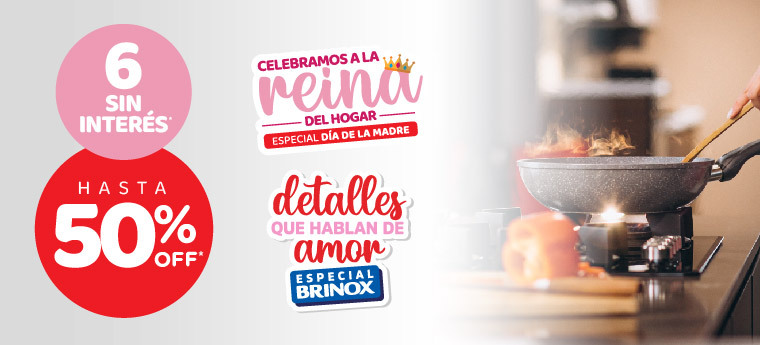 6
SIN
INTERÉS*
HASTA
50%
OFF*
CELEBRAMOS A LA
reina
DEL HOGAR
ESPECIAL DÍA DE LA MADRE
detalles
QUE HABLAN DE
amor
ESPECIAL
BRINOX